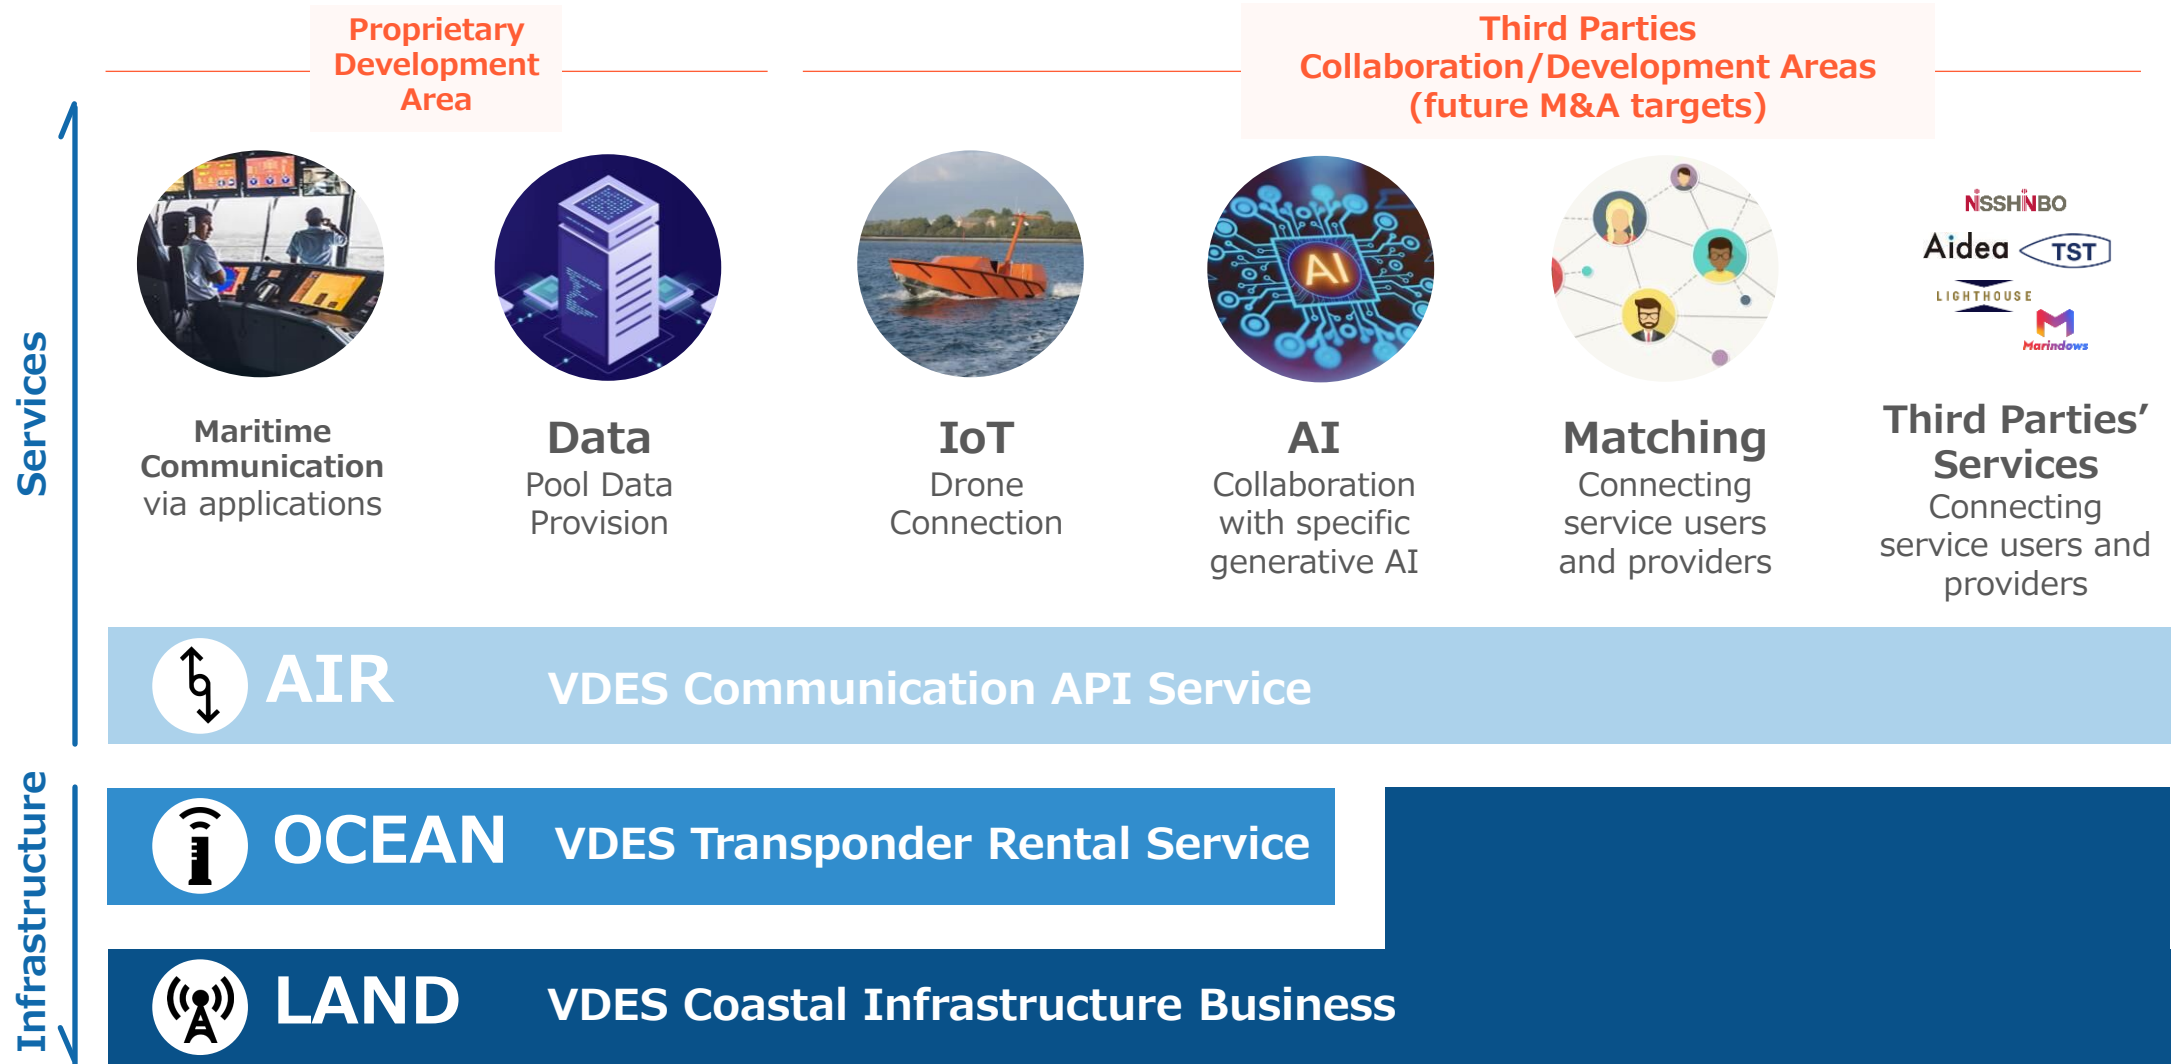 Proprietary
Development
Area
Third Parties
Collaboration/Development Areas
(future M&A targets)
Services
AI
NISSHINBO
Aidea
TST
LIGHTHOUSE
Marindows
Maritime
Communication
via applications
Data
Pool Data
Provision
IoT
Drone
Connection
AI
Collaboration
with specific
generative AI
Matching
Connecting
service users
and providers
Third Parties’
Services
Connecting
service users and
providers
AIR
VDES Communication API Service
Infrastructure
OCEAN
VDES Transponder Rental Service
LAND
VDES Coastal Infrastructure Business